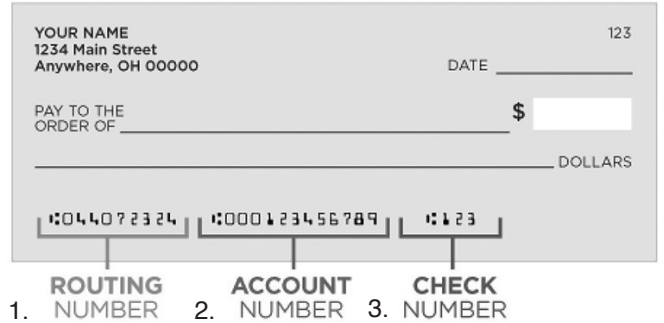 YOUR NAME 123
1234 Main Street
Anywhere, OH 00000
DATE
PAY TO THE
ORDER OF $
DOLLARS
⑆044072324 ⑆000123456789 ⑆123
ROUTING ACCOUNT CHECK
1. NUMBER 2. NUMBER 3. NUMBER